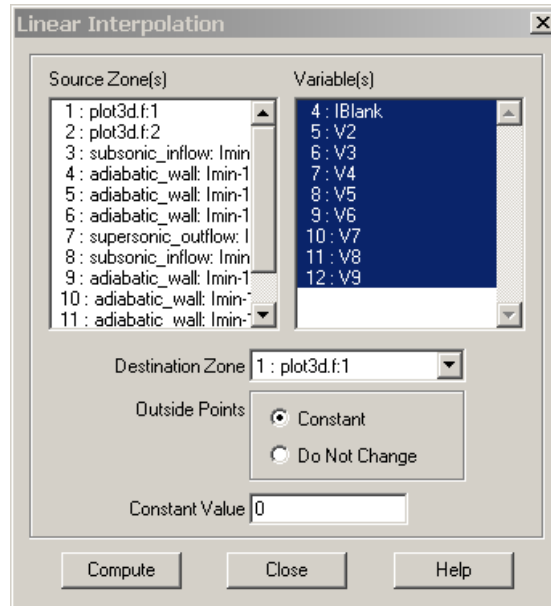 Linear Interpolation
Source Zone(s)
1 : plot3d.f:1
2 : plot3d.f:2
3 : subsonic_inflow: Imin
4 : adiabatic_wall: Imin-1
5 : adiabatic_wall: Imin-1
6 : adiabatic_wall: Imin-1
7 : supersonic_outflow: I
8 : subsonic_inflow: Imin
9 : adiabatic_wall: Imin-1
10 : adiabatic_wall: Imin-
11 : adiabatic_wall: Imin-
Variable(s)
4 : IBlank
5 : V2
6 : V3
7 : V4
8 : V5
9 : V6
10 : V7
11 : V8
12 : V9
Destination Zone 1 : plot3d.f:1
Outside Points
Constant
Do Not Change
Constant Value 0
Compute Close Help